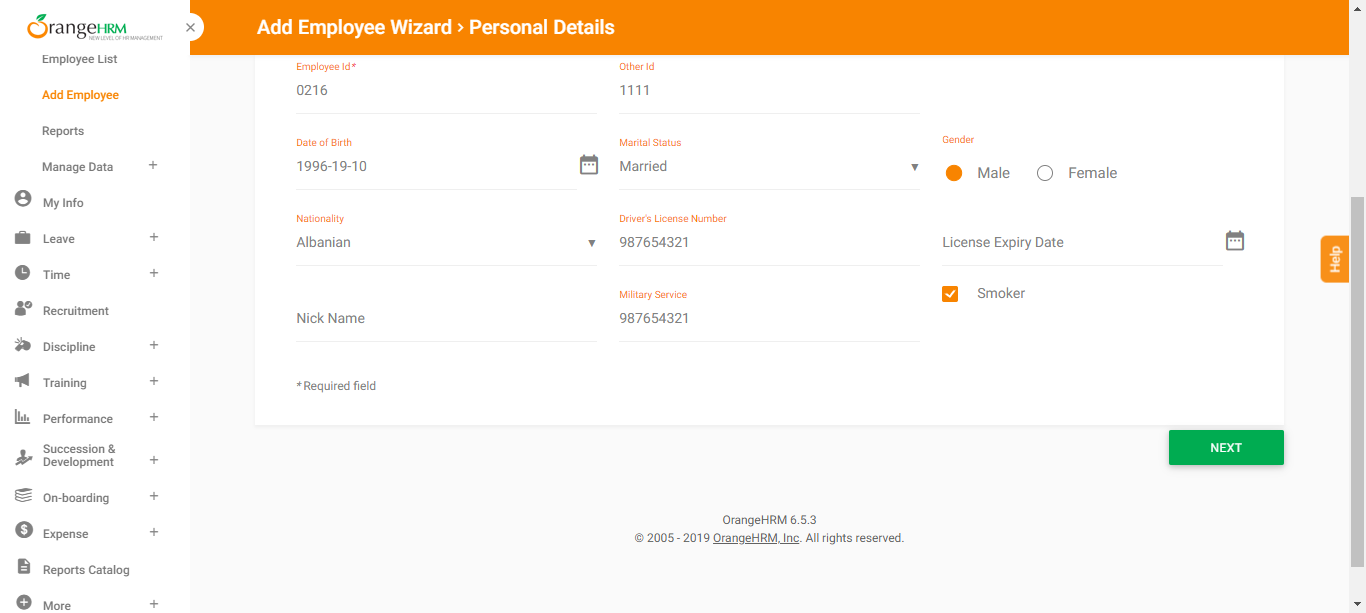 OrangeHRM
NEW LEVEL OF HR MANAGEMENT
Employee List
Add Employee
Reports
Manage Data +
My Info
Leave +
Time +
Recruitment
Discipline +
Training +
Performance +
Succession &
Development +
On-boarding +
Expense +
Reports Catalog
More +
Add Employee Wizard > Personal Details
Employee Id*
0216
Other Id
1111
Date of Birth
1996-19-10
Marital Status
Married
Gender
Male
Female
Nationality
Albanian
Driver's License Number
987654321
License Expiry Date
Nick Name
Military Service
987654321
Smoker
* Required field
NEXT
Help
OrangeHRM 6.5.3
© 2005 - 2019 OrangeHRM, Inc. All rights reserved.